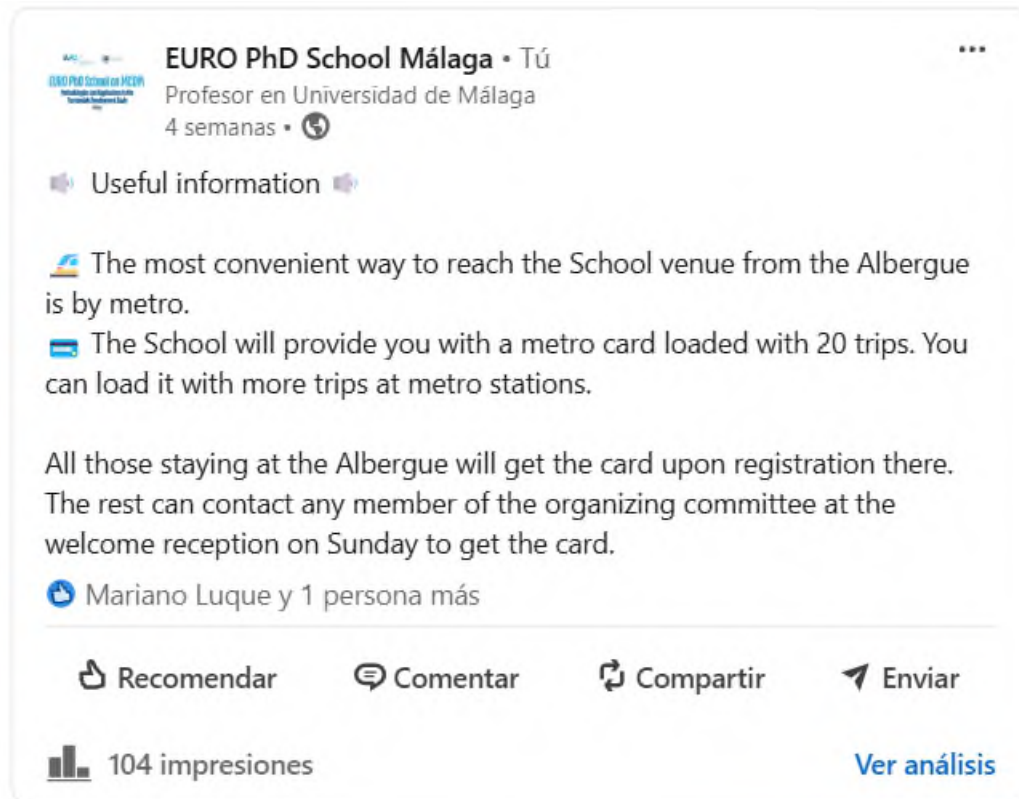 EURO PhD School on MCDM
EURO PhD School Málaga • Tú
Profesor en Universidad de Málaga
4 semanas •
Useful information
The most convenient way to reach the School venue from the Albergue
is by metro.
The School will provide you with a metro card loaded with 20 trips. You
can load it with more trips at metro stations.
All those staying at the Albergue will get the card upon registration there.
The rest can contact any member of the organizing committee at the
welcome reception on Sunday to get the card.
Mariano Luque y 1 persona más
Recomendar Comentar Compartir Enviar
104 impresiones Ver análisis